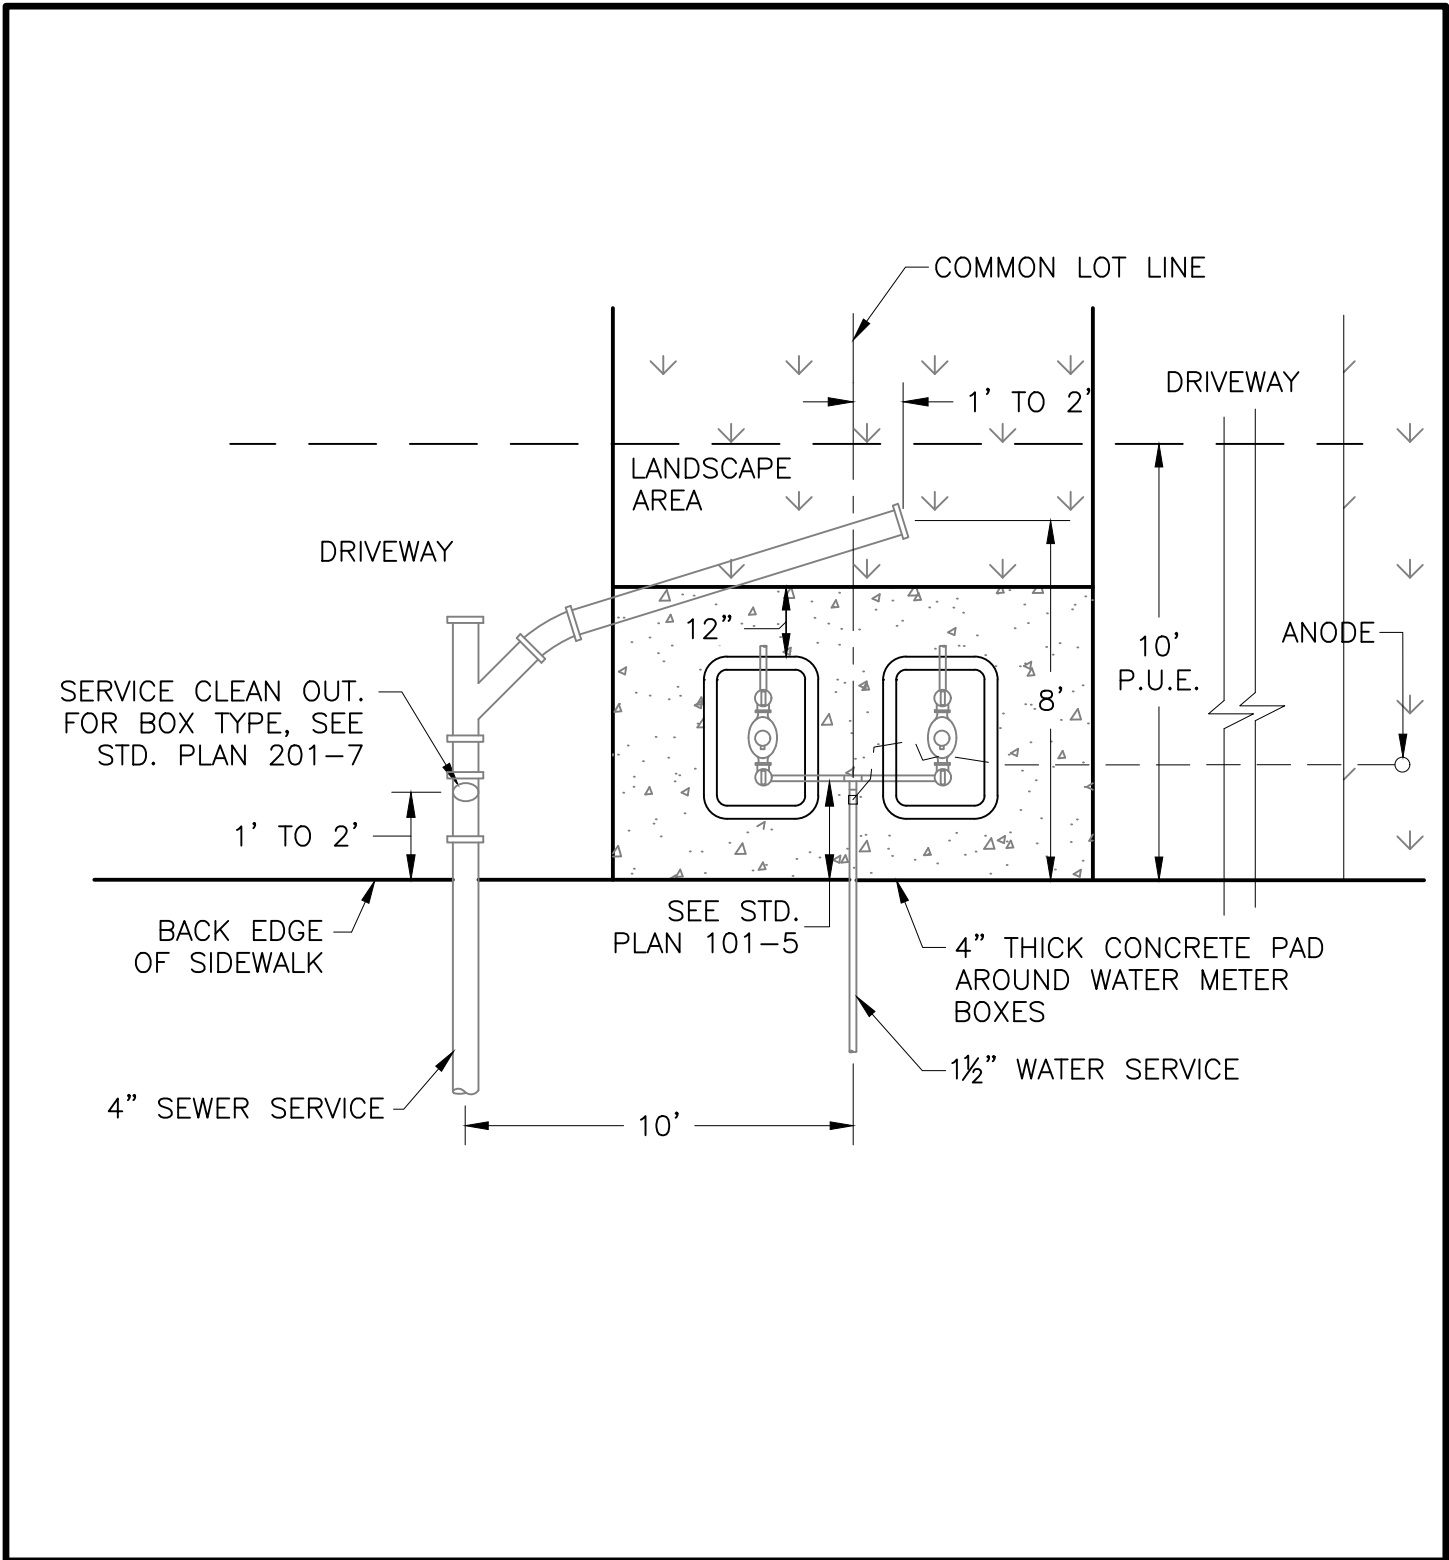 COMMON LOT LINE
DRIVEWAY
1’ TO 2’
LANDSCAPE
AREA
DRIVEWAY
12”
10’
P.U.E.
ANODE
8’
SERVICE CLEAN OUT.
FOR BOX TYPE, SEE
STD. PLAN 201–7
1’ TO 2’
BACK EDGE
OF SIDEWALK
SEE STD.
PLAN 101–5
4” THICK CONCRETE PAD
AROUND WATER METER
BOXES
1½” WATER SERVICE
4” SEWER SERVICE
10’